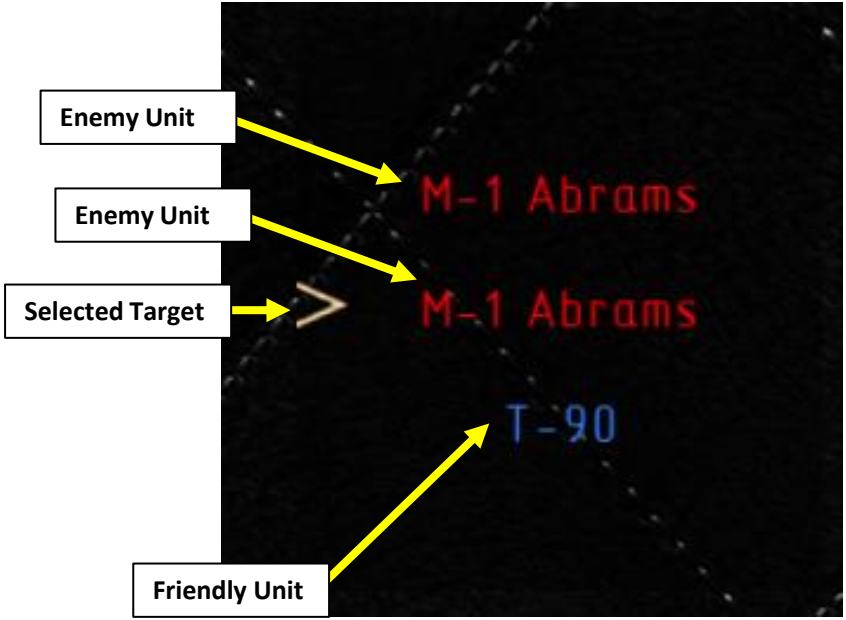 Enemy Unit
M-1 Abrams
Enemy Unit
Selected Target
>
M-1 Abrams
T-90
Friendly Unit